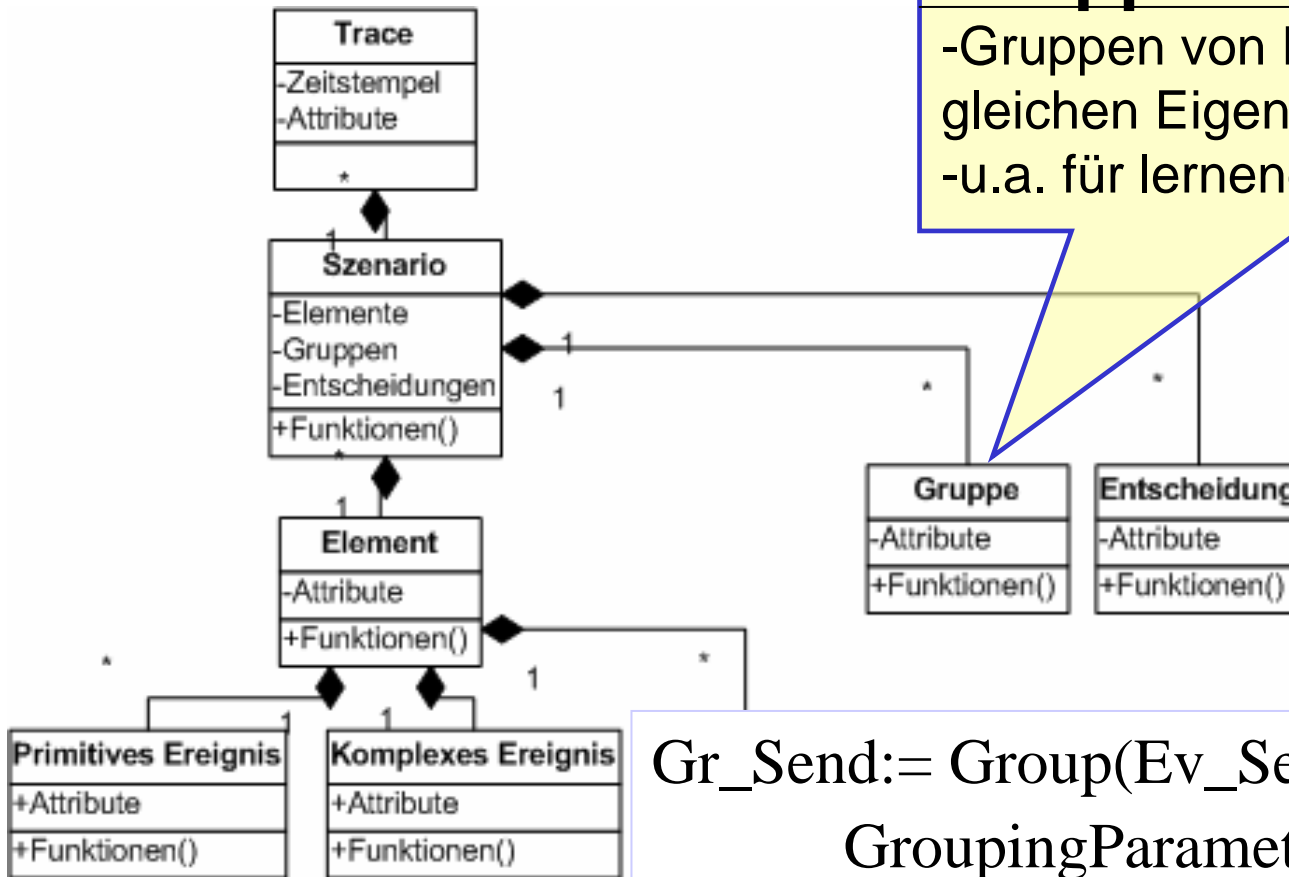 Trace
-Zeitstempel
-Attribute
*
1
Szenario
-Elemente
-Gruppen
-Entscheidungen
+Funktionen()
1
1
*
*
*
1
Element
-Attribute
+Funktionen()
1
*
*
1
1
Gruppe
-Attribute
+Funktionen()
Entscheidung
-Attribute
+Funktionen()
Primitives Ereignis
+Attribute
+Funktionen()
Komplexes Ereignis
+Attribute
+Funktionen()
-Gruppen von
gleichen Eigen
-u.a. für lernen
Gr_Send:= Group(Ev_Se
GroupingParamet